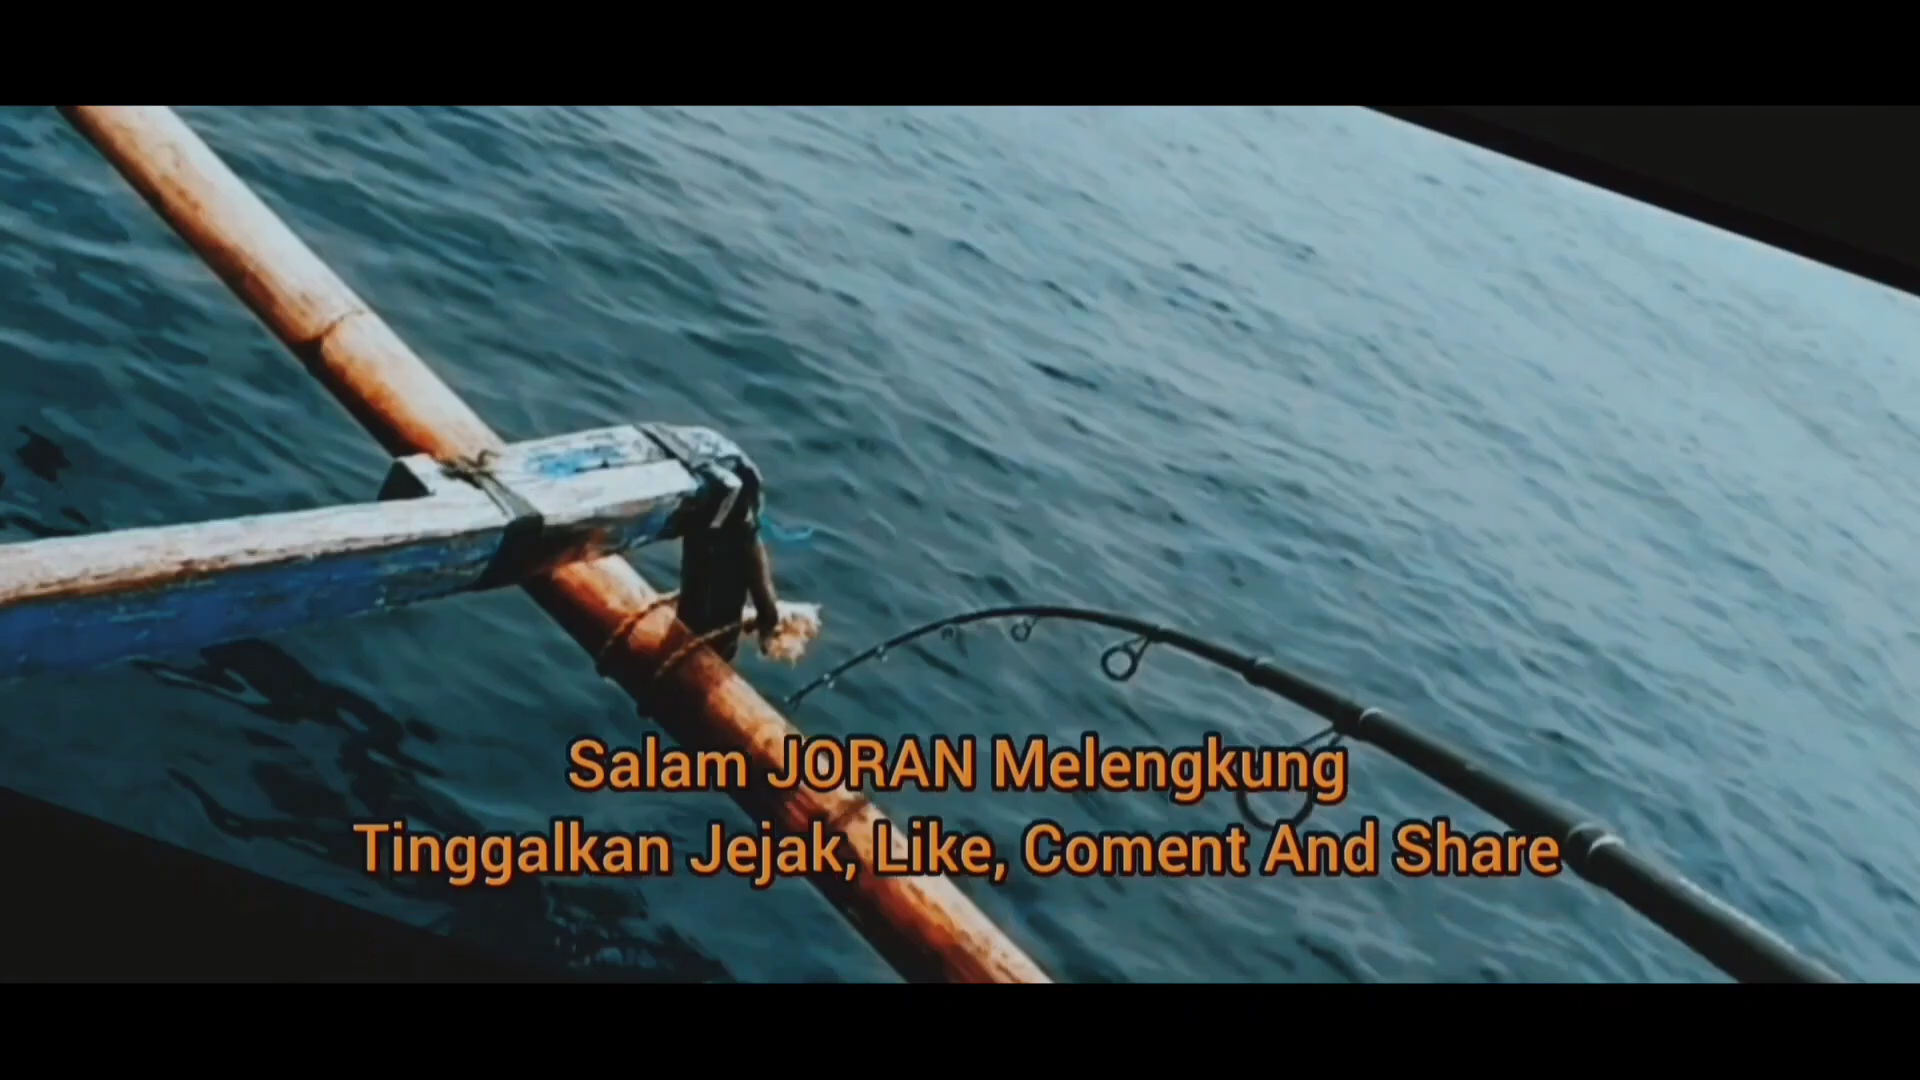 Salam JORAN Melengkung
Tinggalkan Jejak, Like, Coment And Share